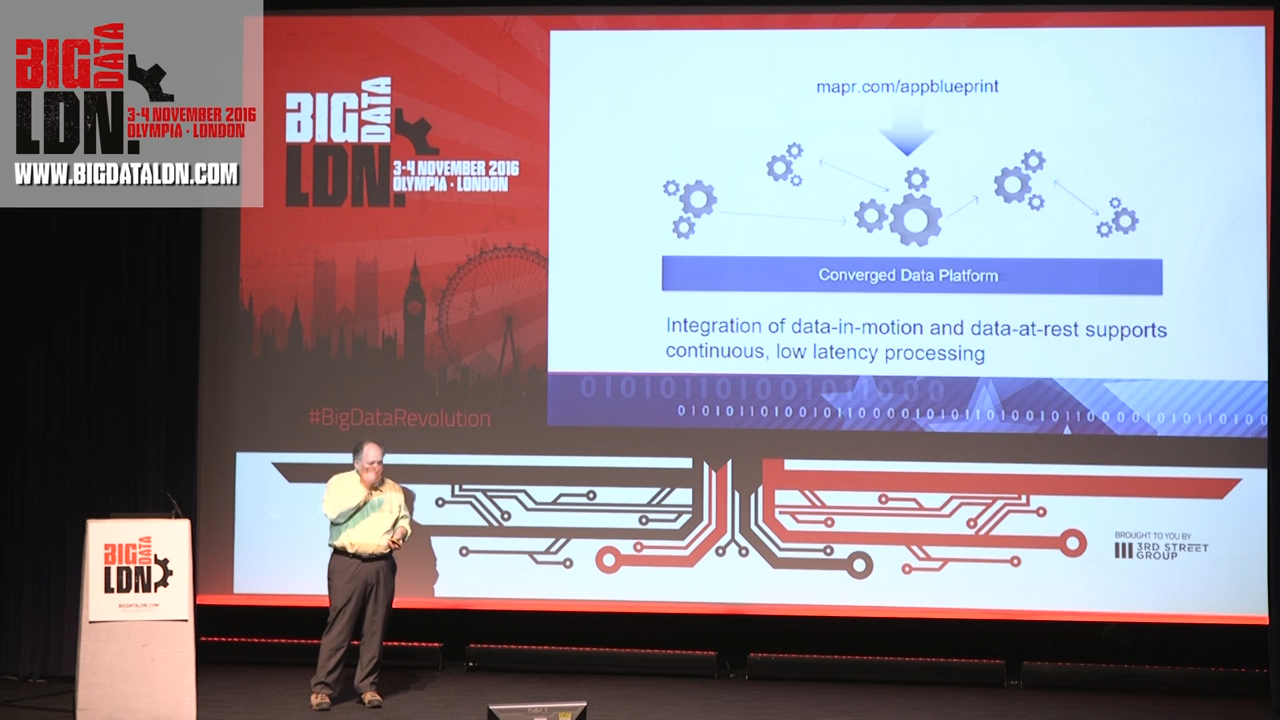 BIG DATA
LDN.
3-4 NOVEMBER 2016
OLYMPIA · LONDON
WWW.BIGDATALDN.COM
BIG DATA
LDN.
3-4 NOVEMBER 2016
OLYMPIA · LONDON
#BigDataRevolution
mapr.com/appblueprint
Converged Data Platform
Integration of data-in-motion and data-at-rest supports
continuous, low latency processing
BROUGHT TO YOU BY
3RD STREET
GROUP
BIG DATA
LDN
BIGDATALDN.COM